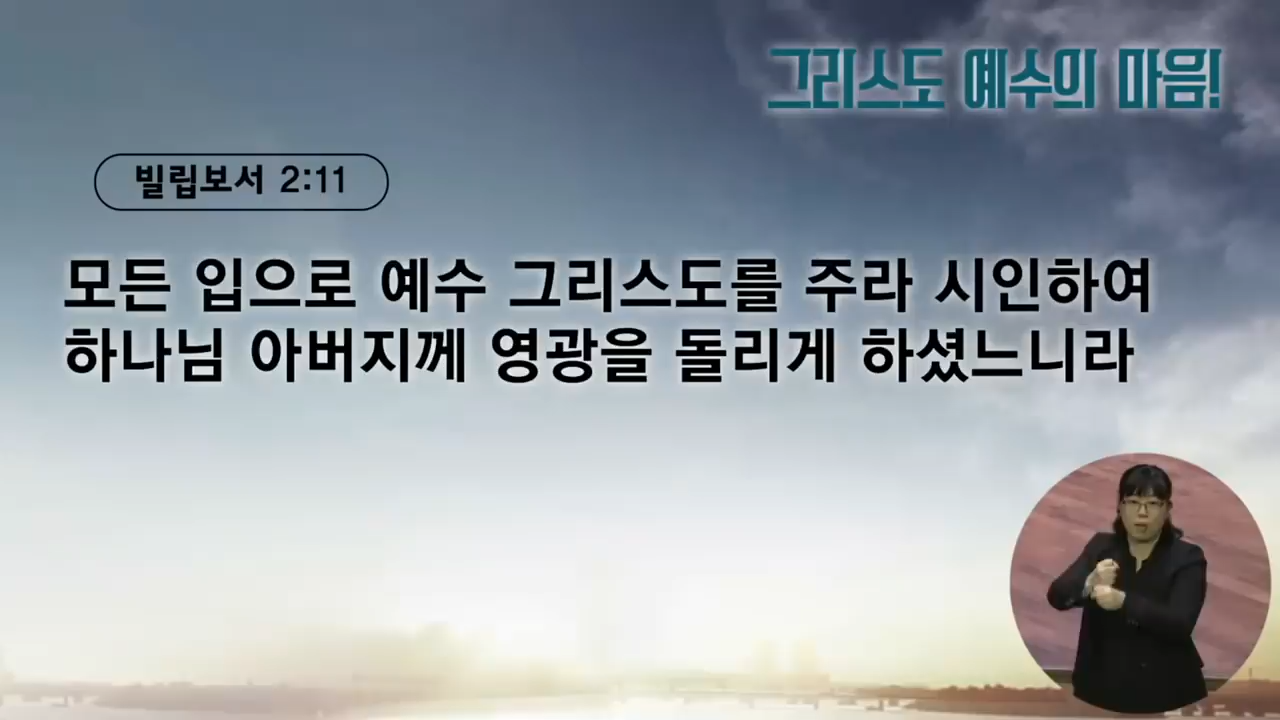 그리스도 예수의 마음!
빌립보서 2:11
모든 입으로 예수 그리스도를 주라 시인하여
하나님 아버지께 영광을 돌리게 하셨느니라